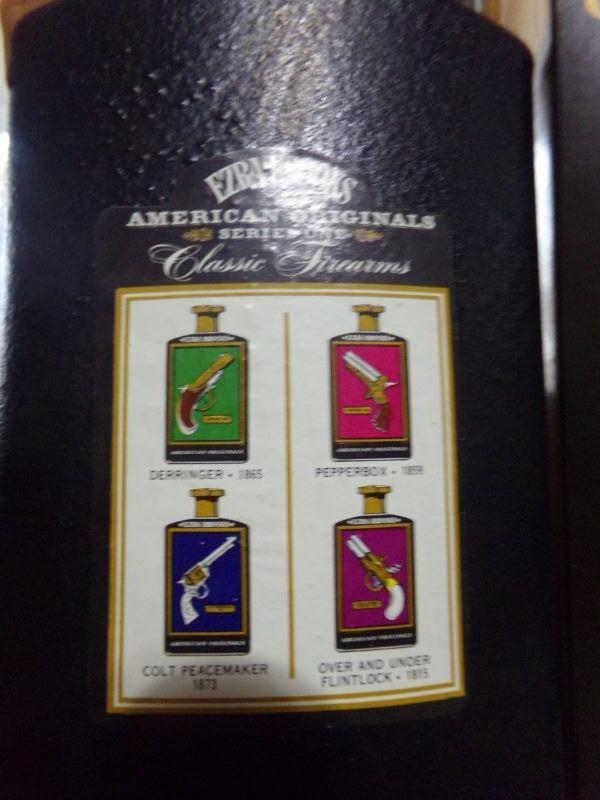 EZRA BROOKS
AMERICAN ORIGINALS
SERIES ONE
Classic Firearms
DERRINGER - 1865
PEPPERBOX - 1859
COLT PEACEMAKER
1873
OVER AND UNDER
FLINTLOCK - 1815